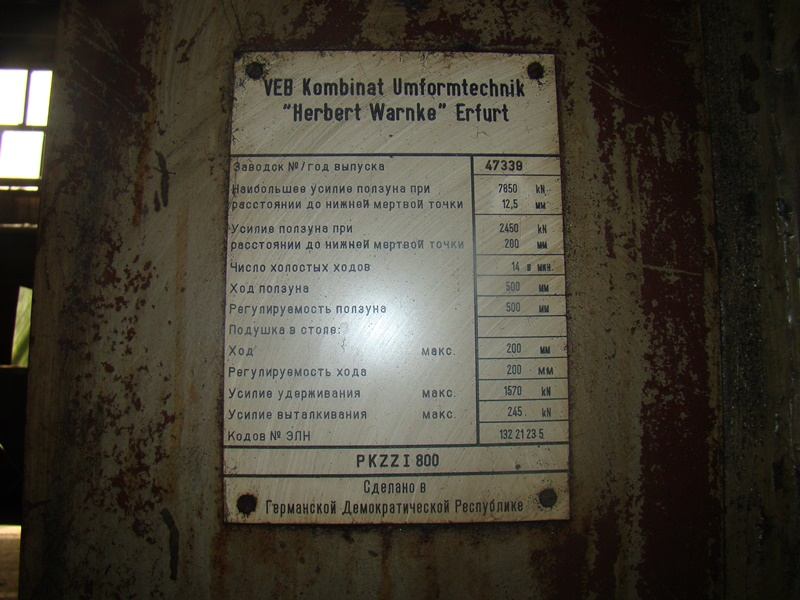 VEB Kombinat Umformtechnik
"Herbert Warnke" Erfurt
Заводск №/год выпуска 47339
Наибольшее усилие ползуна при 7850 kN
расстоянии до нижней мертвой точки 12,5 мм
Усилие ползуна при 2450 kN
расстоянии до нижней мертвой точки 200 мм
Число холостых ходов 14 в мин.
Ход ползуна 500 мм
Регулируемость ползуна 500 мм
Подушка в столе:
Ход макс. 200 мм
Регулируемость хода 200 мм
Усилие удерживания макс. 1570 kN
Усилие выталкивания макс. 245 kN
Кодов № ЭЛН 132 21 23 5
PKZZ I 800
Сделано в
Германской Демократической Республике